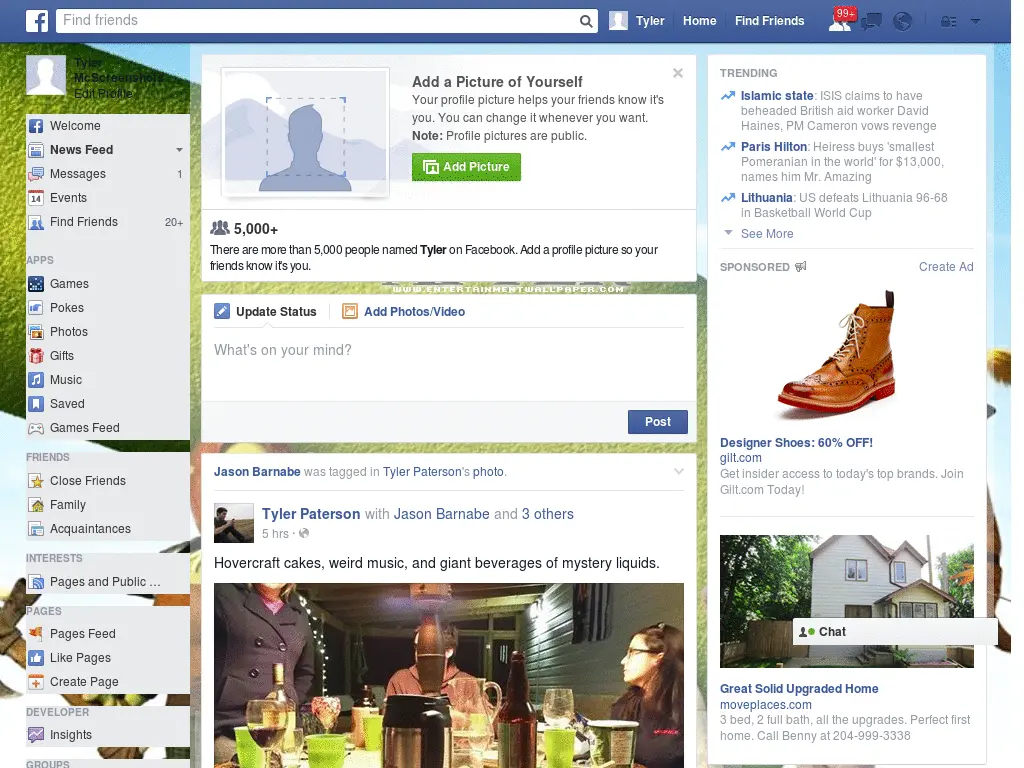 Find friends
Tyler
Home
Find Friends
99+
Tyler
McScreenshots
Edit Profile
Welcome
News Feed
Messages 1
14 Events
Find Friends 20+
APPS
Games
Pokes
Photos
Gifts
Music
Saved
Games Feed
FRIENDS
Close Friends
Family
Acquaintances
INTERESTS
Pages and Public ...
PAGES
Pages Feed
Like Pages
Create Page
DEVELOPER
Insights
GROUPS
Add a Picture of Yourself
Your profile picture helps your friends know it's
you. You can change it whenever you want.
Note: Profile pictures are public.
Add Picture
5,000+
There are more than 5,000 people named Tyler on Facebook. Add a profile picture so your
friends know it's you.
WWW.ENTERTAINMENTWALLPAPER.COM
Update Status
Add Photos/Video
What's on your mind?
Post
Jason Barnabe was tagged in Tyler Paterson's photo.
Tyler Paterson with Jason Barnabe and 3 others
5 hrs ·
Hovercraft cakes, weird music, and giant beverages of mystery liquids.
TRENDING
Islamic state: ISIS claims to have
beheaded British aid worker David
Haines, PM Cameron vows revenge
Paris Hilton: Heiress buys 'smallest
Pomeranian in the world' for $13,000,
names him Mr. Amazing
Lithuania: US defeats Lithuania 96-68
in Basketball World Cup
See More
SPONSORED
Create Ad
Designer Shoes: 60% OFF!
gilt.com
Get insider access to today's top brands. Join
Gilt.com Today!
Chat
Great Solid Upgraded Home
moveplaces.com
3 bed, 2 full bath, all the upgrades. Perfect first
home. Call Benny at 204-999-3338